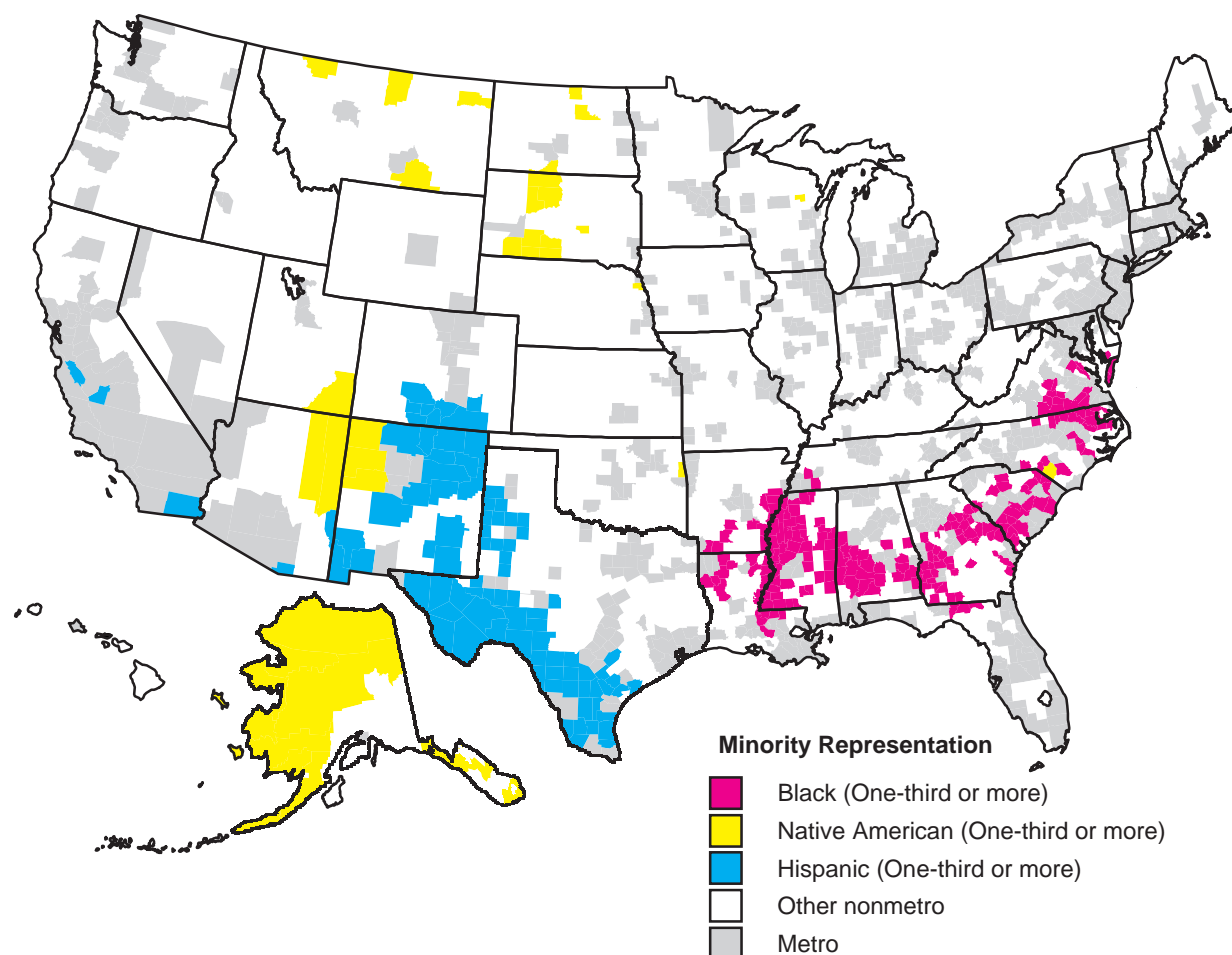 Minority Representation
Black (One-third or more)
Native American (One-third or more)
Hispanic (One-third or more)
Other nonmetro
Metro